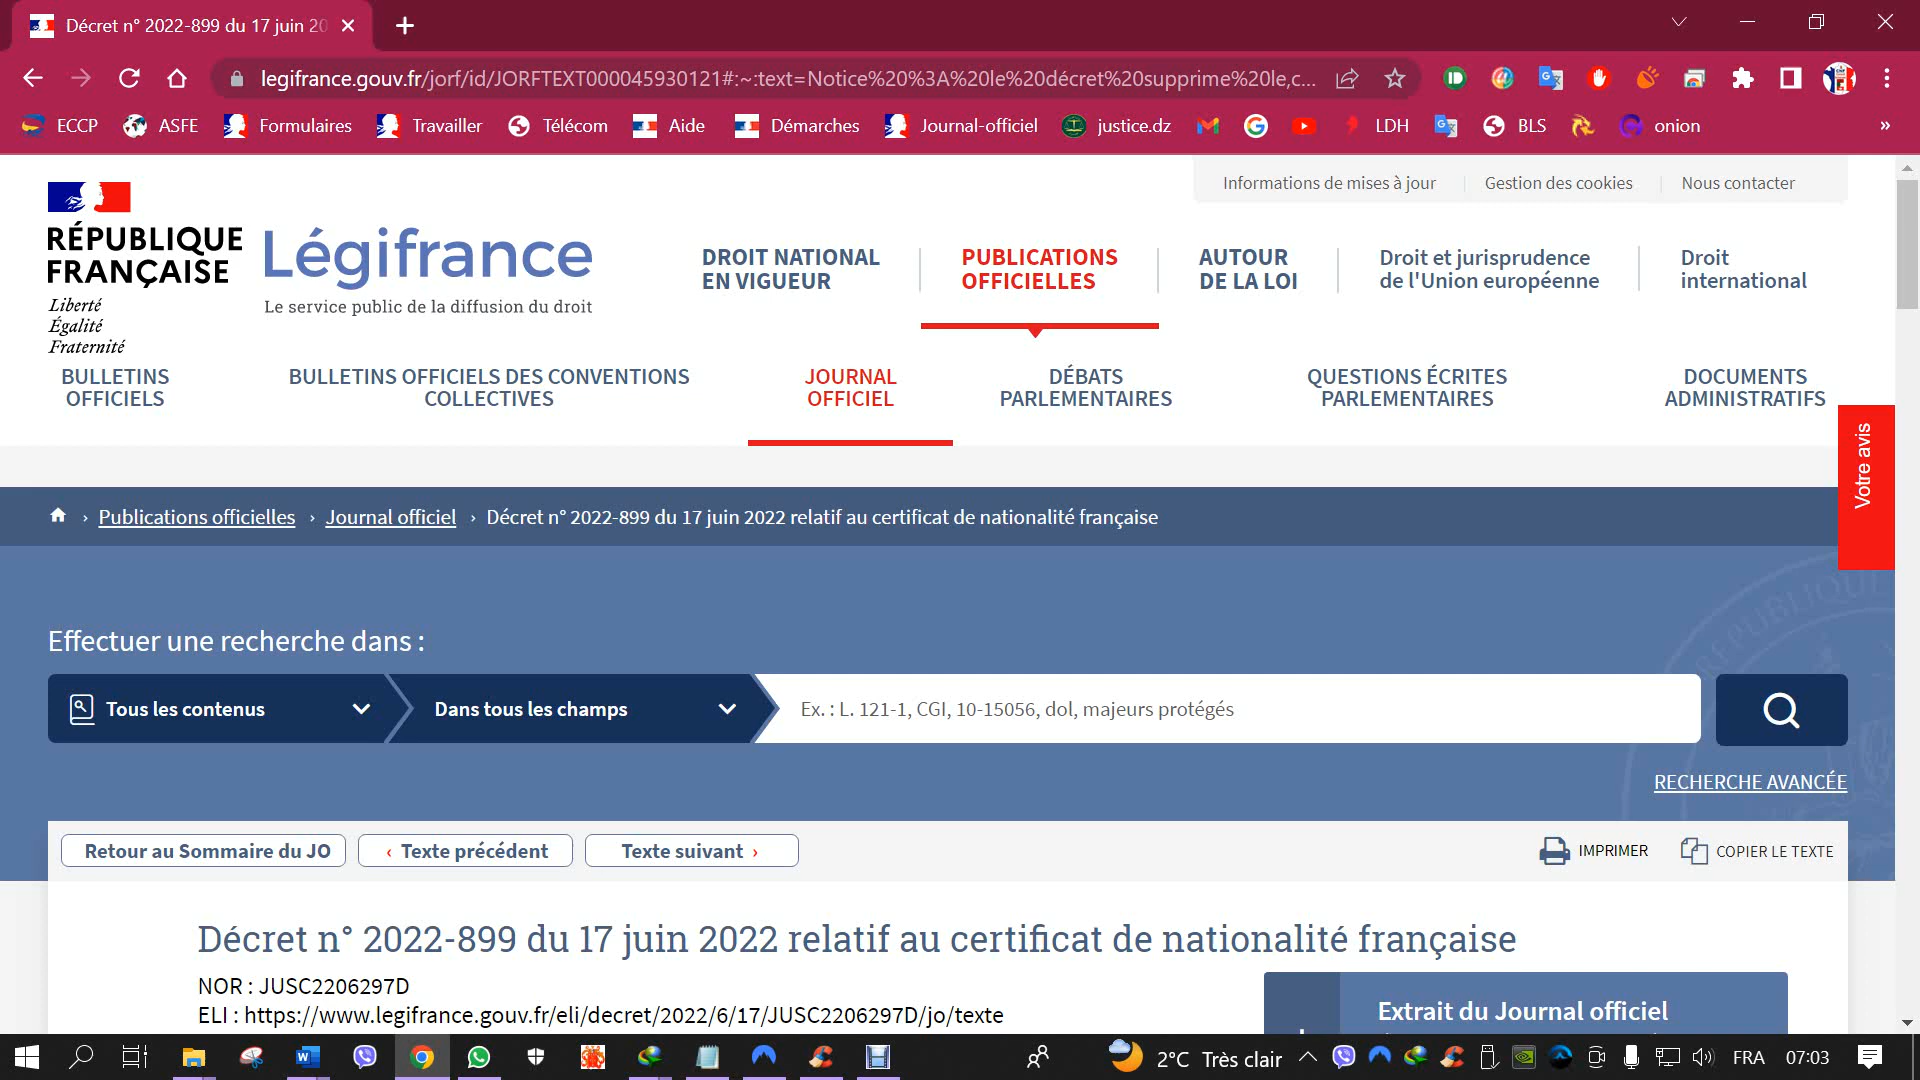 Décret n° 2022-899 du 17 juin 20
legifrance.gouv.fr/jorf/id/JORFTEXT000045930121#:~:text=Notice%20%3A%20le%20décret%20supprime%20le,c...
ECCP ASFE Formulaires Travailler Télécom Aide Démarches Journal-officiel justice.dz LDH BLS onion »
Informations de mises à jour Gestion des cookies Nous contacter
RÉPUBLIQUE
FRANÇAISE
Liberté
Égalité
Fraternité
Légifrance
Le service public de la diffusion du droit
DROIT NATIONAL
EN VIGUEUR
PUBLICATIONS
OFFICIELLES
AUTOUR
DE LA LOI
Droit et jurisprudence
de l'Union européenne
Droit
international
BULLETINS
OFFICIELS
BULLETINS OFFICIELS DES CONVENTIONS
COLLECTIVES
JOURNAL
OFFICIEL
DÉBATS
PARLEMENTAIRES
QUESTIONS ÉCRITES
PARLEMENTAIRES
DOCUMENTS
ADMINISTRATIFS
Votre avis
› Publications officielles › Journal officiel › Décret n° 2022-899 du 17 juin 2022 relatif au certificat de nationalité française
Effectuer une recherche dans :
Tous les contenus Dans tous les champs Ex. : L. 121-1, CGI, 10-15056, dol, majeurs protégés
RECHERCHE AVANCÉE
Retour au Sommaire du JO ‹ Texte précédent Texte suivant › IMPRIMER COPIER LE TEXTE
Décret n° 2022-899 du 17 juin 2022 relatif au certificat de nationalité française
NOR : JUSC2206297D
ELI : https://www.legifrance.gouv.fr/eli/decret/2022/6/17/JUSC2206297D/jo/texte
Extrait du Journal officiel
2°C Très clair FRA 07:03